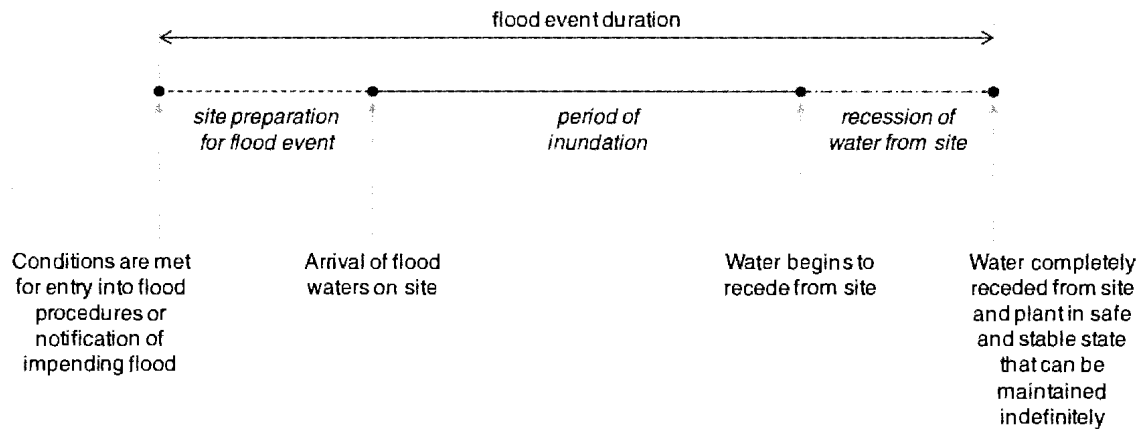 flood event duration
site preparation
for flood event
period of
inundation
recession of
water from site
Conditions are met
for entry into flood
procedures or
notification of
impending flood
Arrival of flood
waters on site
Water begins to
recede from site
Water completely
receded from site
and plant in safe
and stable state
that can be
maintained
indefinitely